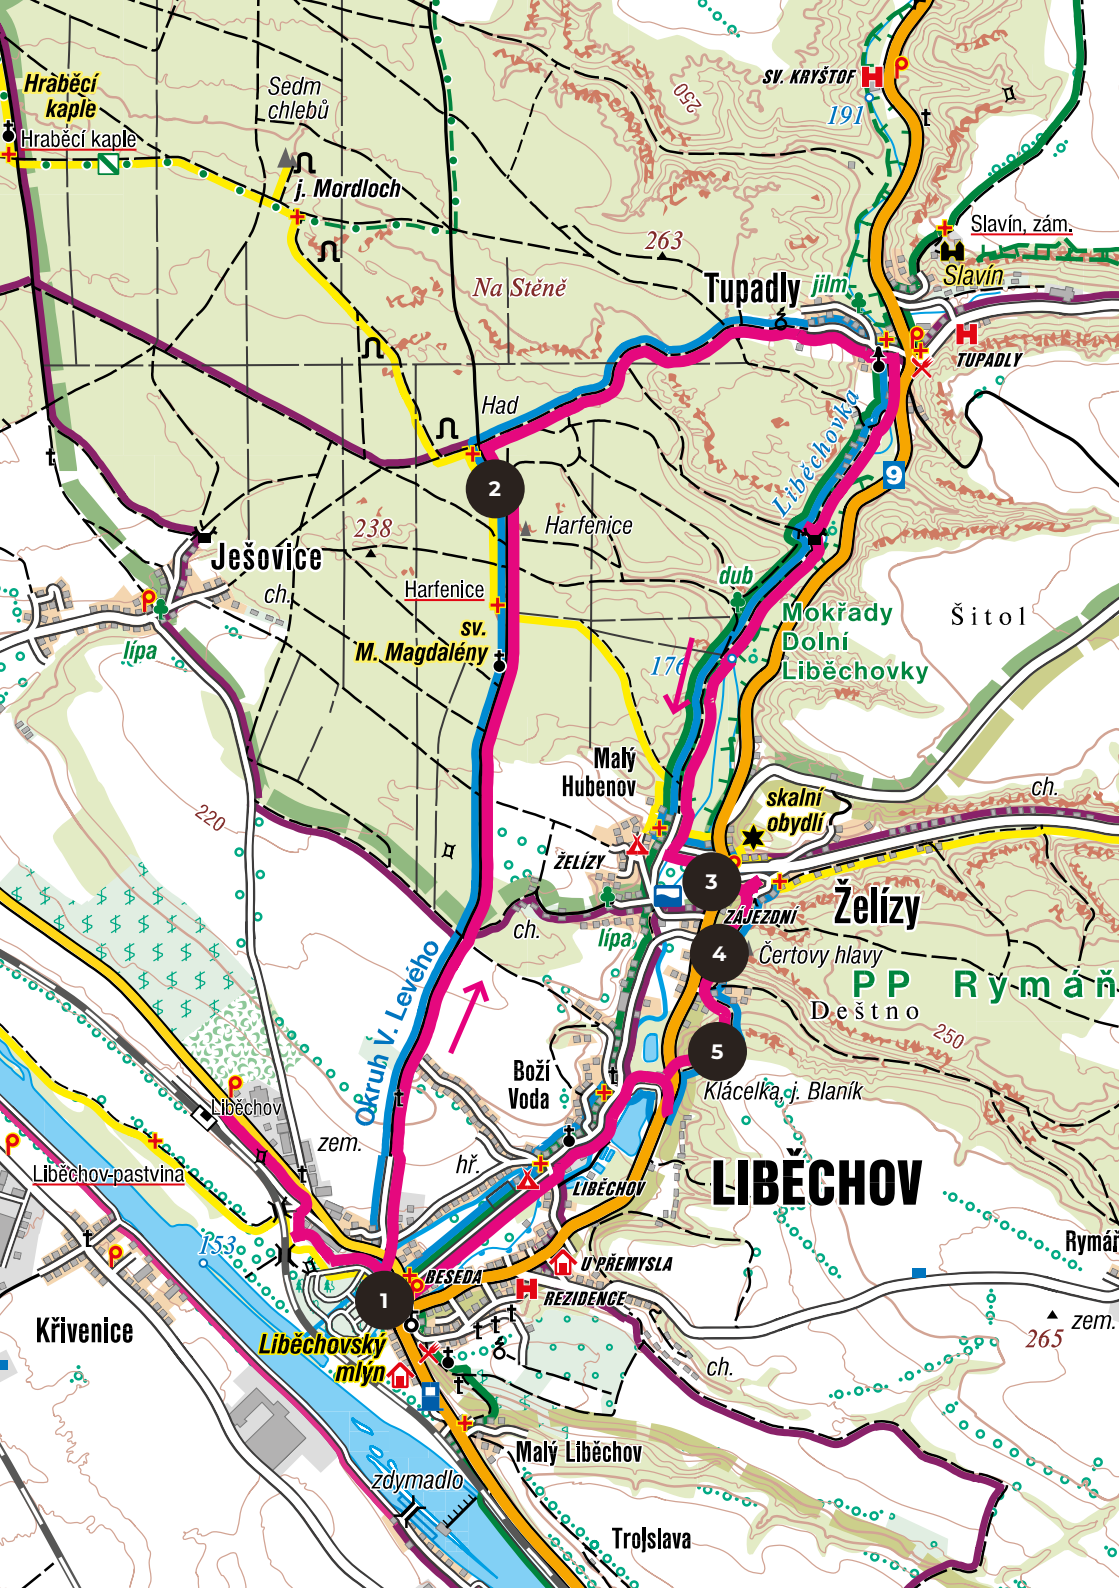 Hraběcí
kaple
Hraběcí kaple
Sedm
chlebů
j. Mordloch
250
SV. KRYŠTOF
191
Slavín, zám.
Slavín
263
Na Stěně
Tupadly
jilm
TUPADLY
Liběchovka
9
Had
2
Harfenice
238
Ješovice
ch.
lípa
Harfenice
sv.
M. Magdalény
dub
Mokřady
Dolní
Liběchovky
Šitol
176
Malý
Hubenov
skalní
obydlí
ch.
220
ŽELÍZY
3
ZÁJEZDNÍ
Želízy
ch.
lípa
4
Čertovy hlavy
PP Rymáň
Deštno
250
Okruh V. Levého
5
Klácelka, j. Blaník
Boží
Voda
Liběchov
zem.
hř.
LIBĚCHOV
LIBĚCHOV
Liběchov-pastvina
153
U PŘEMYSLA
BESEDA
REZIDENCE
1
Rymáň
zem.
265
Křivenice
Liběchovský
mlýn
ch.
Malý Liběchov
zdymadlo
Trojslava